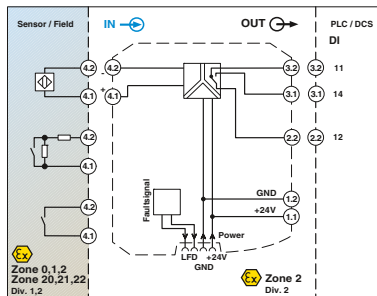 Sensor / Field
IN
OUT
PLC / DCS
DI
4.2
4.2
-
3.2
3.2
11
4.1
+
4.1
3.1
3.1
14
4.2
2.2
2.2
12
4.1
4.2
4.1
Faultsignal
GND
1.2
+24V
1.1
Power
LFD
+24V
GND
Ex
Zone 0,1,2
Zone 20,21,22
Div. 1,2
Ex
Zone 2
Div. 2